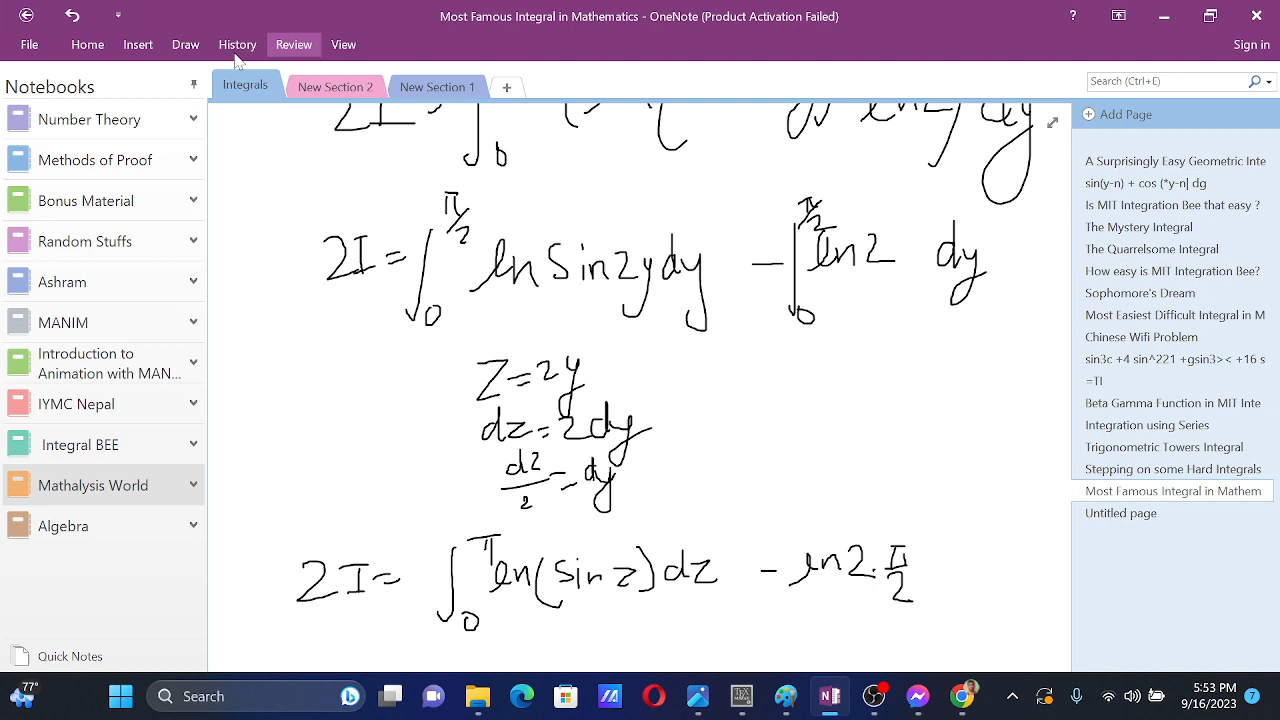 Most Famous Integral in Mathematics - OneNote (Product Activation Failed)
?
File Home Insert Draw History Review View
Sign in
Notebooks
Integrals New Section 2 New Section 1 +
Search (Ctrl+E)
Number Theory
Methods of Proof
Bonus Material
Random Stuffs
Ashram
MANIM
Introduction to
Animation with MAN...
IYMC Nepal
Integral BEE
Mathalysis World
Algebra
Quick Notes
2I= ∫₀^{π/2} ln sin2y dy - ∫₀^{π/2} ln2 dy
z=2y
dz=2dy
dz/2=dy
2I= ∫₀^π ln(sin z)dz - ln2.π/2
Add Page
A Surprisingly Easy Geometric Inte
sin(y-n) + cos (*y-n| dg
Is MIT Integration Bee that easy ?
The Mystery Integral
The Quarrelsome Integral
How easy is MIT Integration Bee?
Sophomore's Dream
Most Easiest Difficult Integral in M
Chinese Wifi Problem
sin3c +4 sin^221 +gsin3>< +16 s
=TI
Beta Gamma Function in MIT Inte
Integration using Series
Trigonometric Towers Integral
Stepping on some Hard Integrals
Most Famous Integral in Mathem
Untitled page
77°
Search
5:53 PM
9/16/2023
7